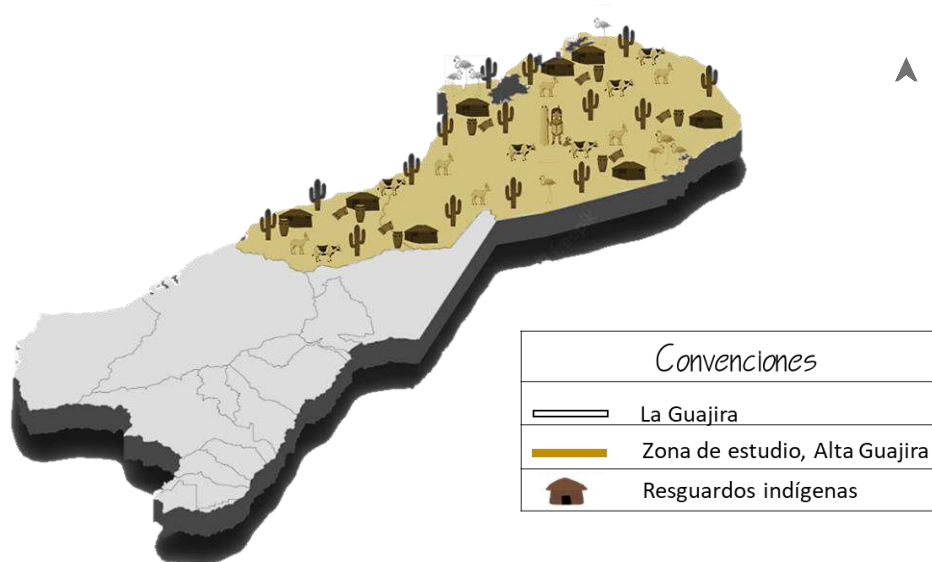 Convenciones
La Guajira
Zona de estudio, Alta Guajira
Resguardos indígenas